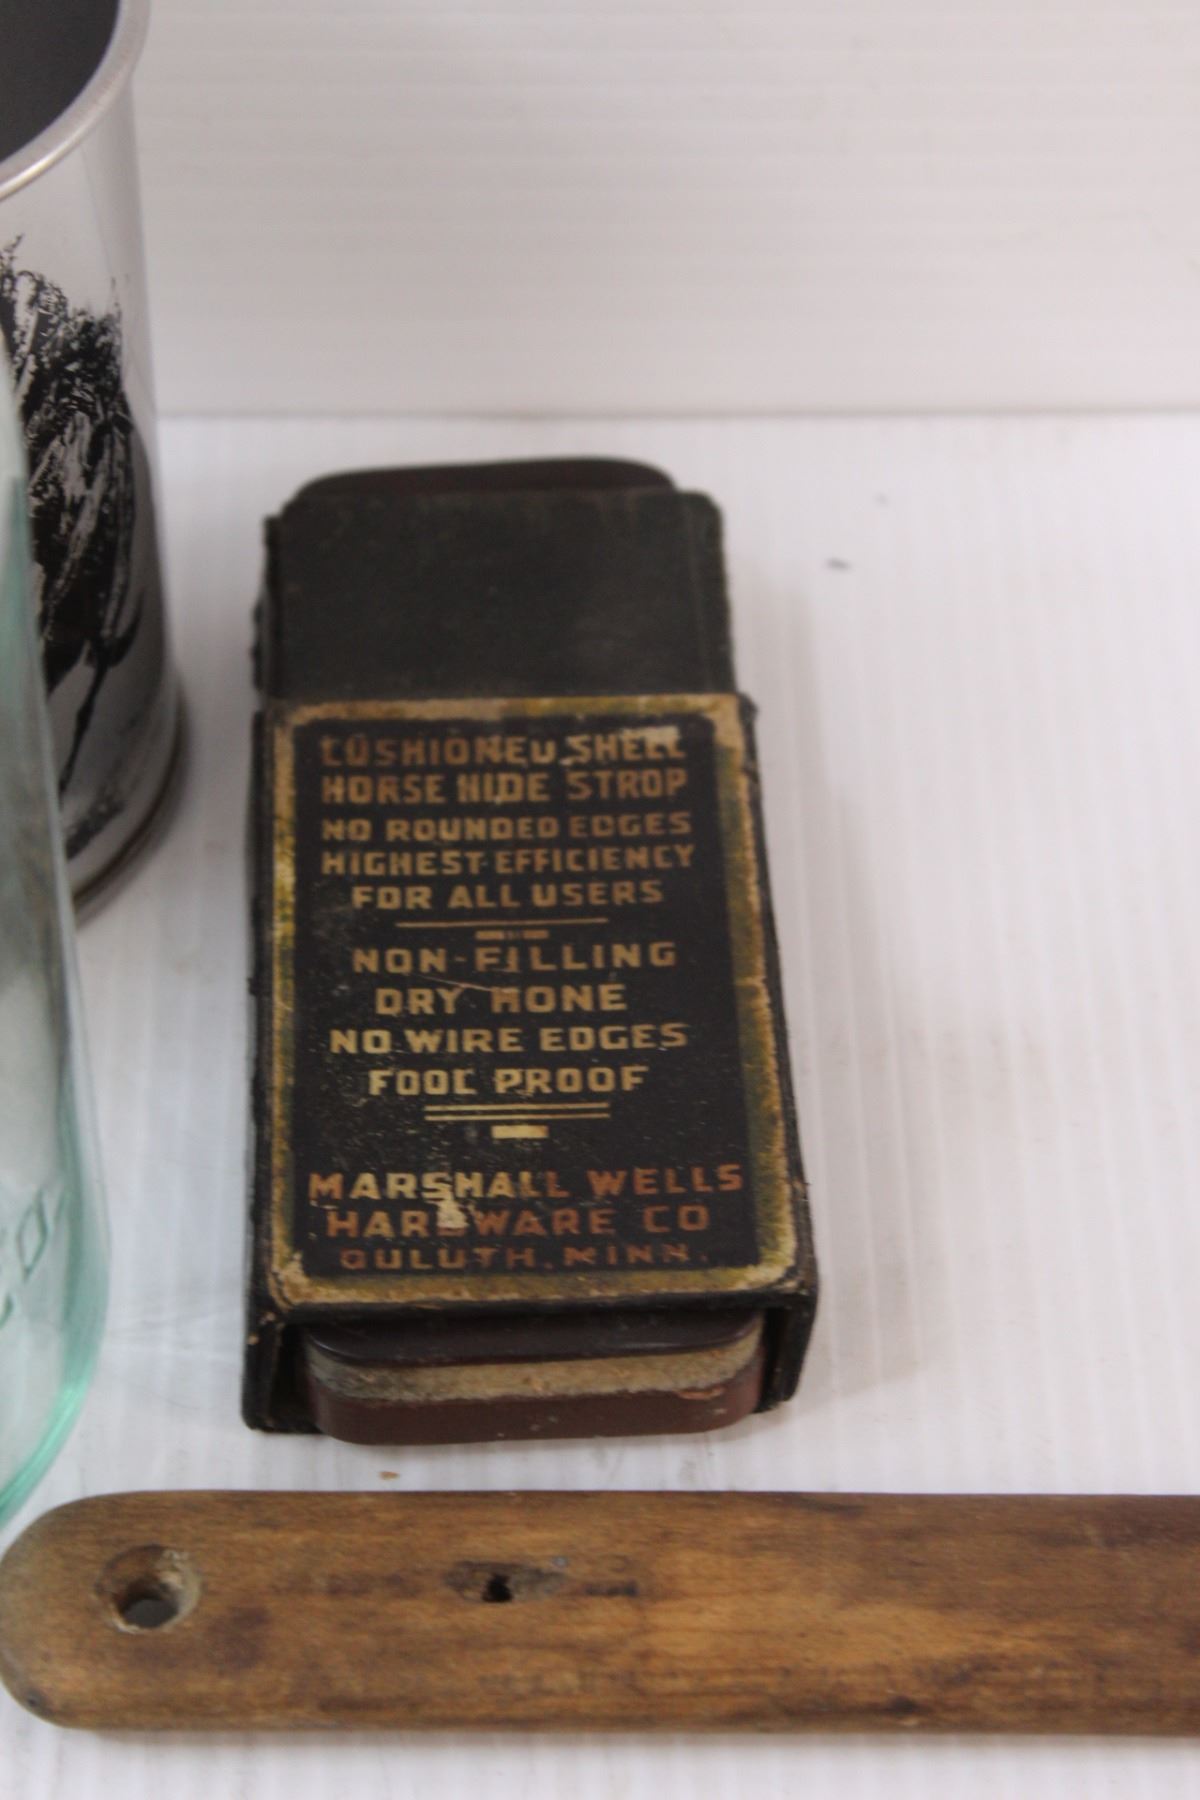 CUSHIONED SHELL
HORSE HIDE STROP
NO ROUNDED EDGES
HIGHEST EFFICIENCY
FOR ALL USERS
NON-FILLING
DRY HONE
NO WIRE EDGES
FOOL PROOF
MARSHALL WELLS
HARDWARE CO
DULUTH, MINN.
CO.